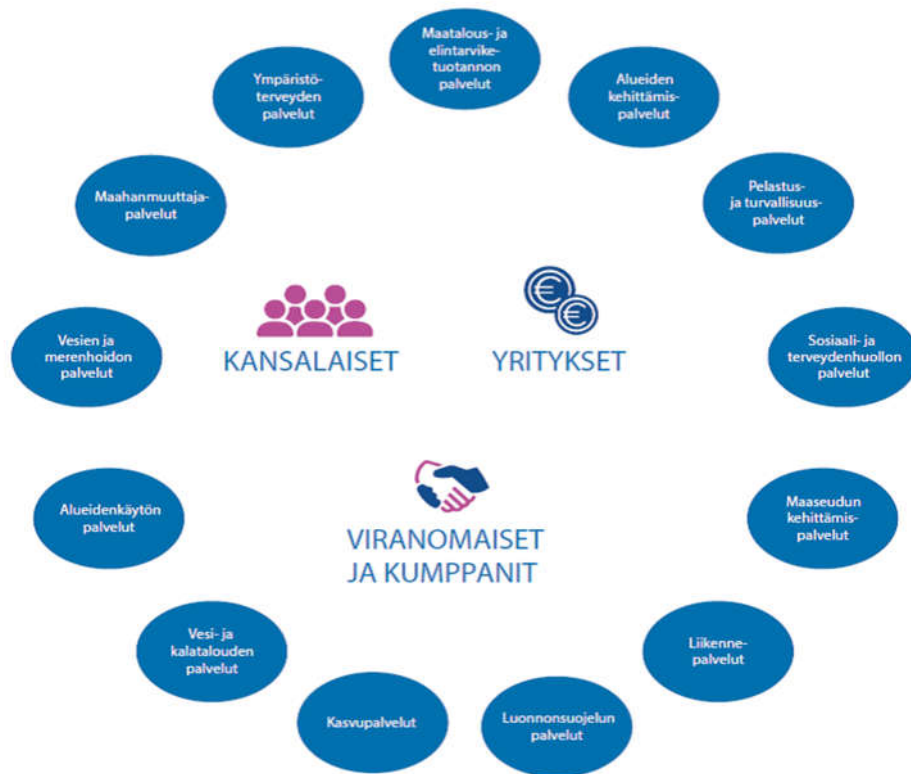 Maatalous- ja
elintarvike-
tuotannon
palvelut
Ympäristö-
terveyden
palvelut
Alueiden
kehittämis-
palvelut
Maahanmuuttaja-
palvelut
Pelastus-
ja turvallisuus-
palvelut
KANSALAISET
YRITYKSET
Vesien ja
merenhoidon
palvelut
Sosiaali- ja
terveydenhuollon
palvelut
Alueidenkäytön
palvelut
VIRANOMAISET
JA KUMPPANIT
Maaseudun
kehittämis-
palvelut
Vesi- ja
kalatalouden
palvelut
Liikenne-
palvelut
Kasvupalvelut
Luonnonsuojelun
palvelut